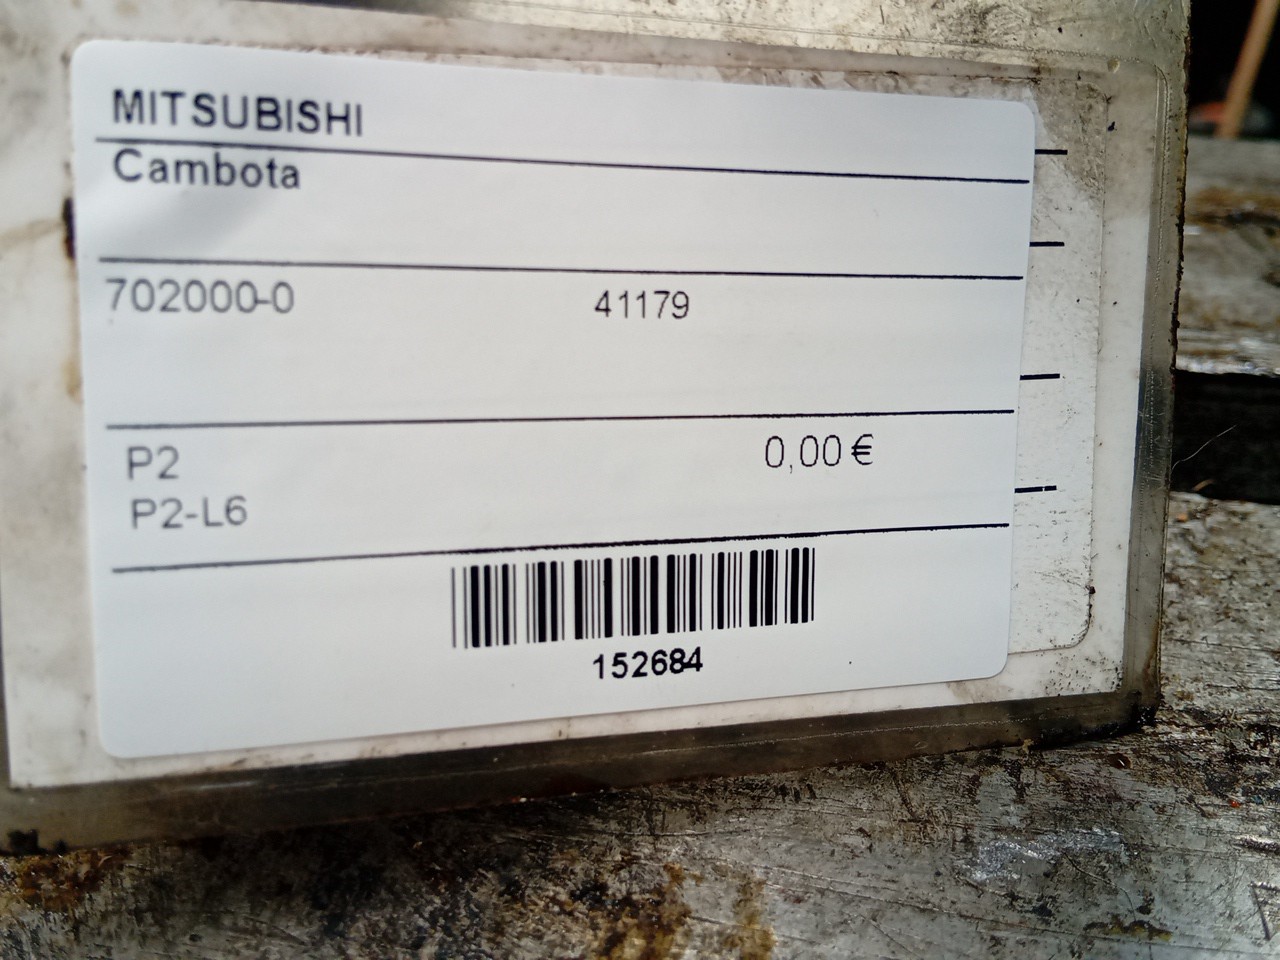 MITSUBISHI
Cambota
702000-0 41179
P2 0,00 €
P2-L6
152684